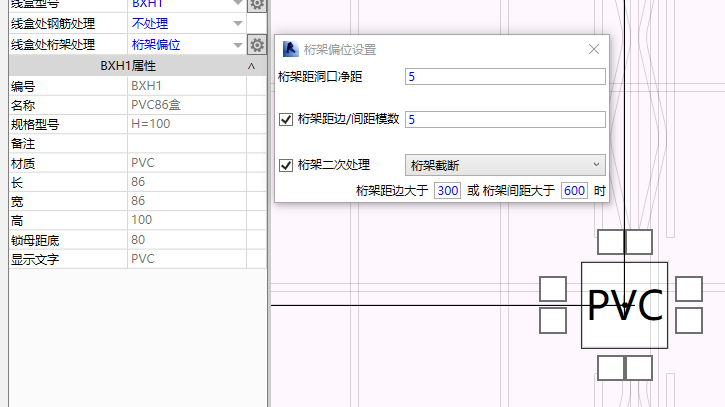 线盒型号 BXH1
线盒处钢筋处理 不处理
线盒处桁架处理 桁架偏位
BXH1属性
编号 BXH1
名称 PVC86盒
规格型号 H=100
备注
材质 PVC
长 86
宽 86
高 100
锁母距底 80
显示文字 PVC
桁架偏位设置
桁架距洞口净距 5
桁架距边/间距模数 5
桁架二次处理 桁架截断
桁架距边大于 300 或 桁架间距大于 600 时
PVC